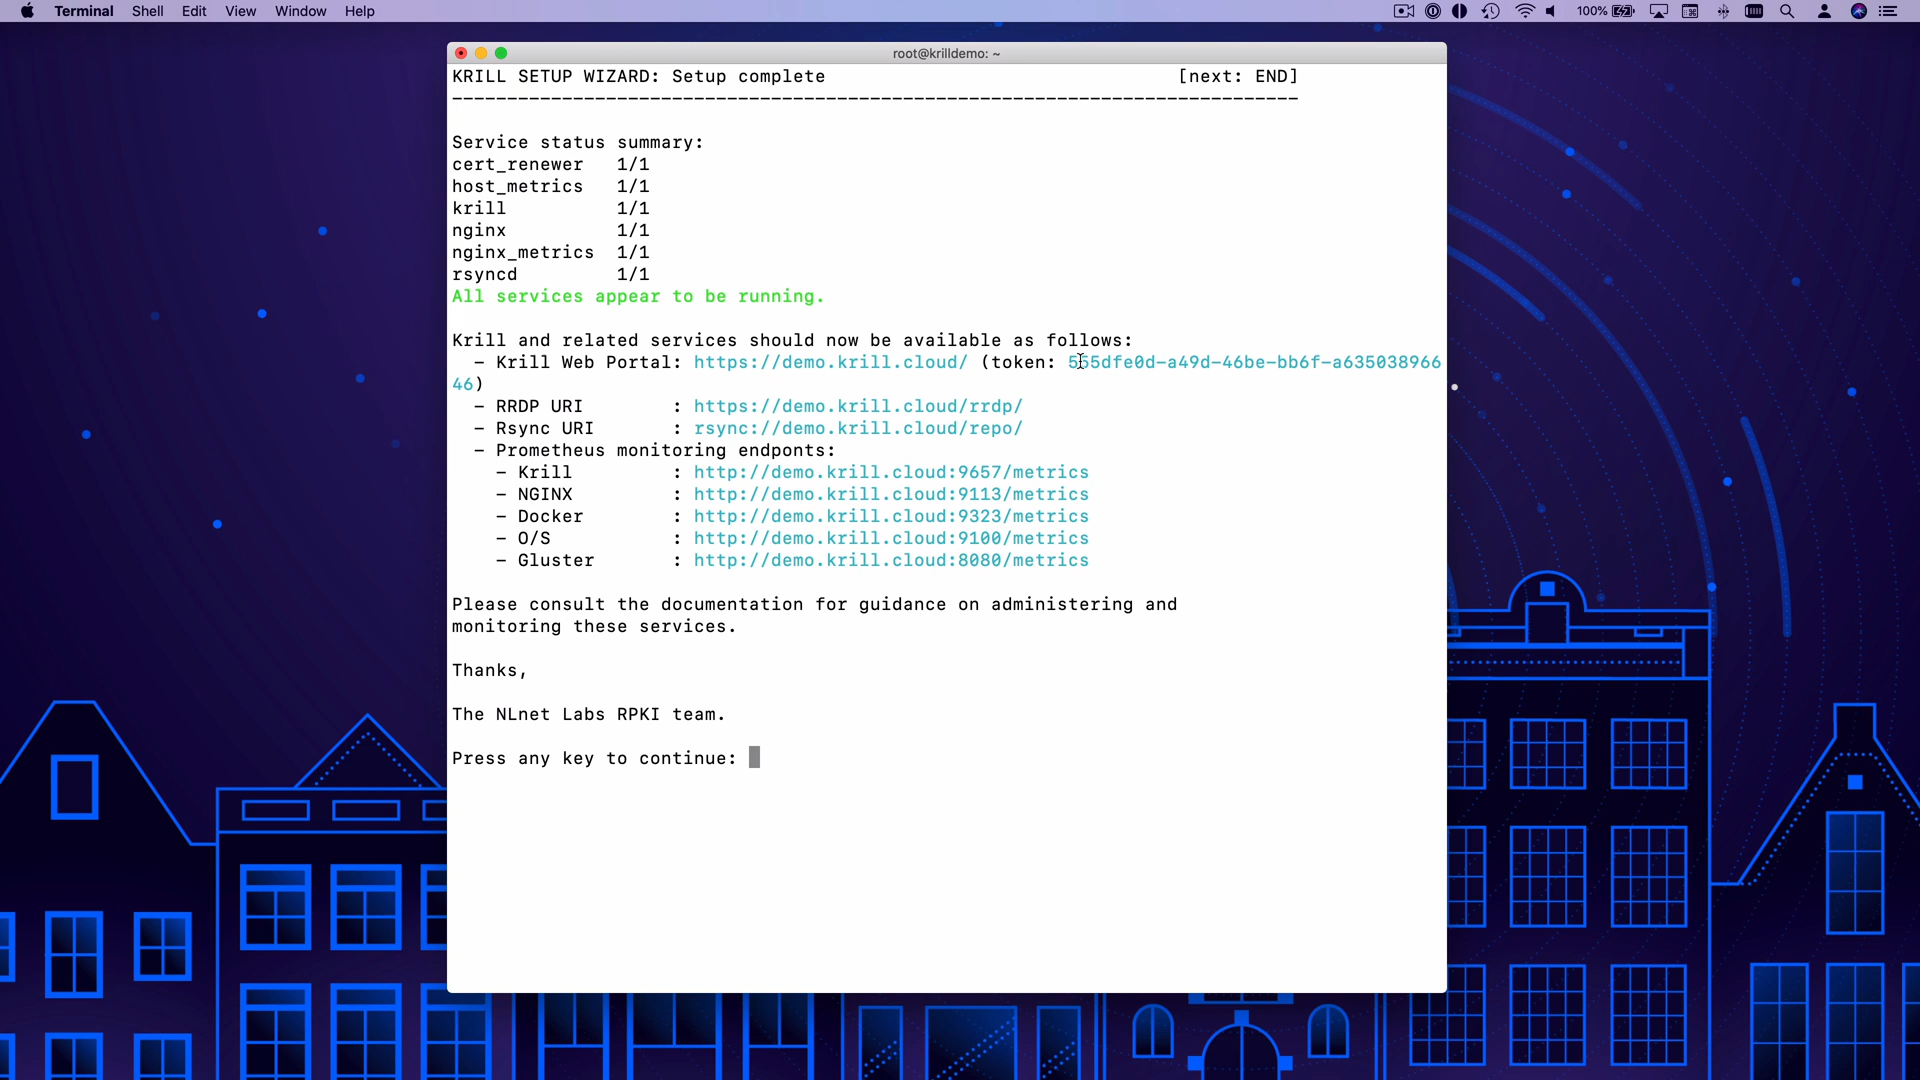 Terminal Shell Edit View Window Help 100%
root@krilldemo: ~
KRILL SETUP WIZARD: Setup complete [next: END]
-----------------------------------------------------------------------------
Service status summary:
cert_renewer 1/1
host_metrics 1/1
krill 1/1
nginx 1/1
nginx_metrics 1/1
rsyncd 1/1
All services appear to be running.
Krill and related services should now be available as follows:
- Krill Web Portal: https://demo.krill.cloud/ (token: 555dfe0d-a49d-46be-bb6f-a635038966
46)
- RRDP URI : https://demo.krill.cloud/rrdp/
- Rsync URI : rsync://demo.krill.cloud/repo/
- Prometheus monitoring endponts:
- Krill : http://demo.krill.cloud:9657/metrics
- NGINX : http://demo.krill.cloud:9113/metrics
- Docker : http://demo.krill.cloud:9323/metrics
- O/S : http://demo.krill.cloud:9100/metrics
- Gluster : http://demo.krill.cloud:8080/metrics
Please consult the documentation for guidance on administering and
monitoring these services.
Thanks,
The NLnet Labs RPKI team.
Press any key to continue: